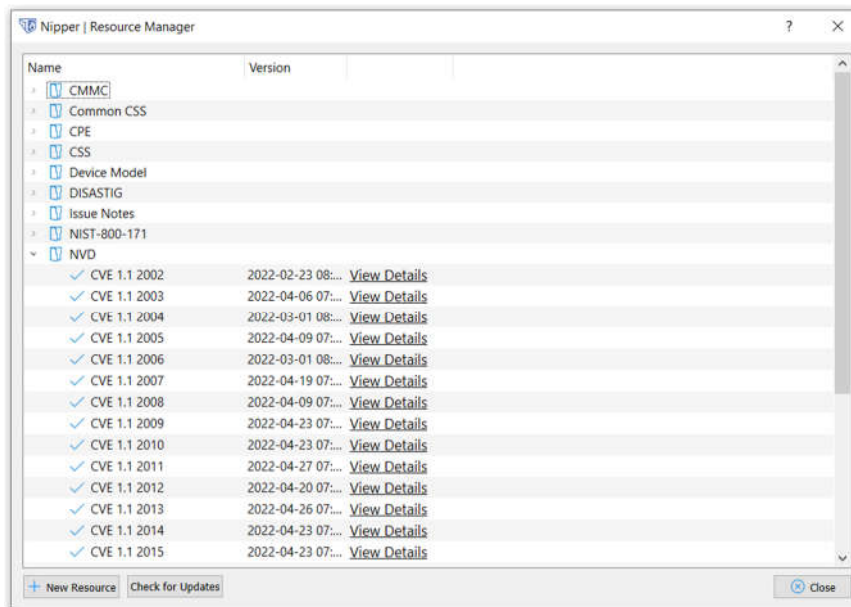 Nipper | Resource Manager ?
Name Version
CMMC
Common CSS
CPE
CSS
Device Model
DISASTIG
Issue Notes
NIST-800-171
NVD
CVE 1.1 2002 2022-02-23 08:... View Details
CVE 1.1 2003 2022-04-06 07:... View Details
CVE 1.1 2004 2022-03-01 08:... View Details
CVE 1.1 2005 2022-04-09 07:... View Details
CVE 1.1 2006 2022-03-01 08:... View Details
CVE 1.1 2007 2022-04-19 07:... View Details
CVE 1.1 2008 2022-04-09 07:... View Details
CVE 1.1 2009 2022-04-23 07:... View Details
CVE 1.1 2010 2022-04-23 07:... View Details
CVE 1.1 2011 2022-04-27 07:... View Details
CVE 1.1 2012 2022-04-20 07:... View Details
CVE 1.1 2013 2022-04-26 07:... View Details
CVE 1.1 2014 2022-04-23 07:... View Details
CVE 1.1 2015 2022-04-23 07:... View Details
New Resource Check for Updates Close